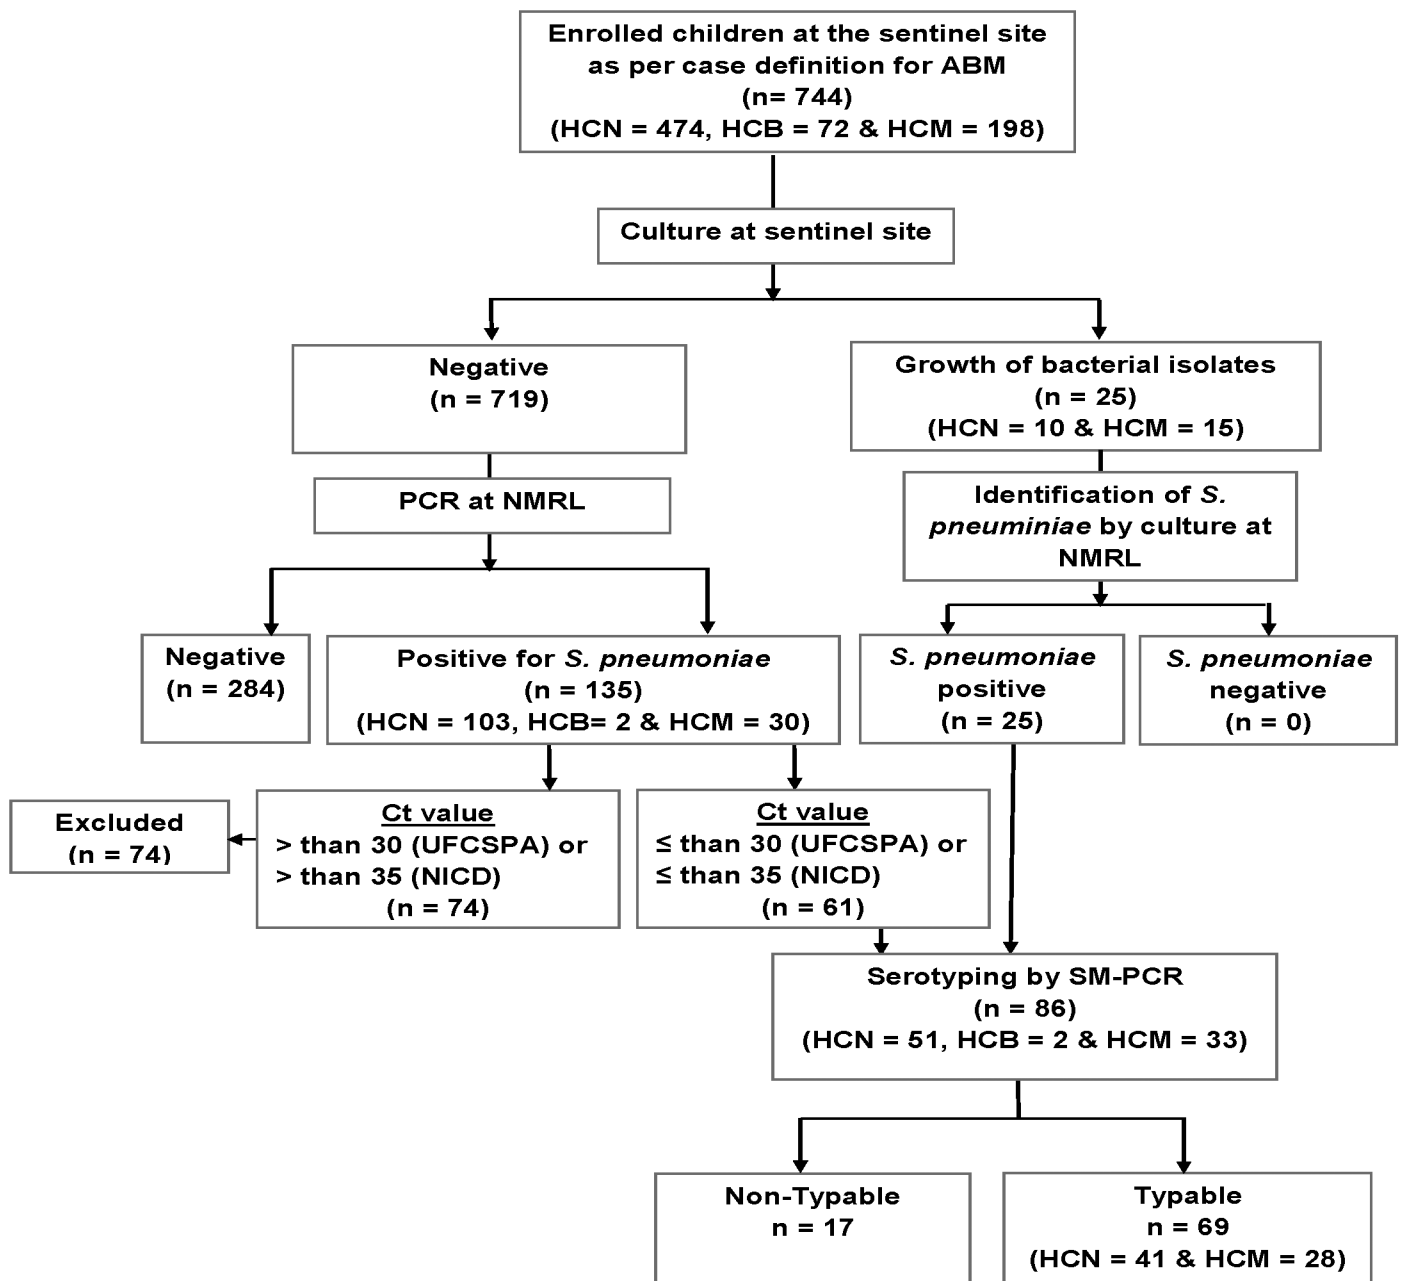 Enrolled children at the sentinel site
as per case definition for ABM
(n= 744)
(HCN = 474, HCB = 72 & HCM = 198)
Culture at sentinel site
Negative
(n = 719)
Growth of bacterial isolates
(n = 25)
(HCN = 10 & HCM = 15)
PCR at NMRL
Identification of S.
pneuminiae by culture at
NMRL
Negative
(n = 284)
Positive for S. pneumoniae
(n = 135)
(HCN = 103, HCB= 2 & HCM = 30)
S. pneumoniae
positive
(n = 25)
S. pneumoniae
negative
(n = 0)
Excluded
(n = 74)
Ct value
> than 30 (UFCSPA) or
> than 35 (NICD)
(n = 74)
Ct value
≤ than 30 (UFCSPA) or
≤ than 35 (NICD)
(n = 61)
Serotyping by SM-PCR
(n = 86)
(HCN = 51, HCB = 2 & HCM = 33)
Non-Typable
n = 17
Typable
n = 69
(HCN = 41 & HCM = 28)